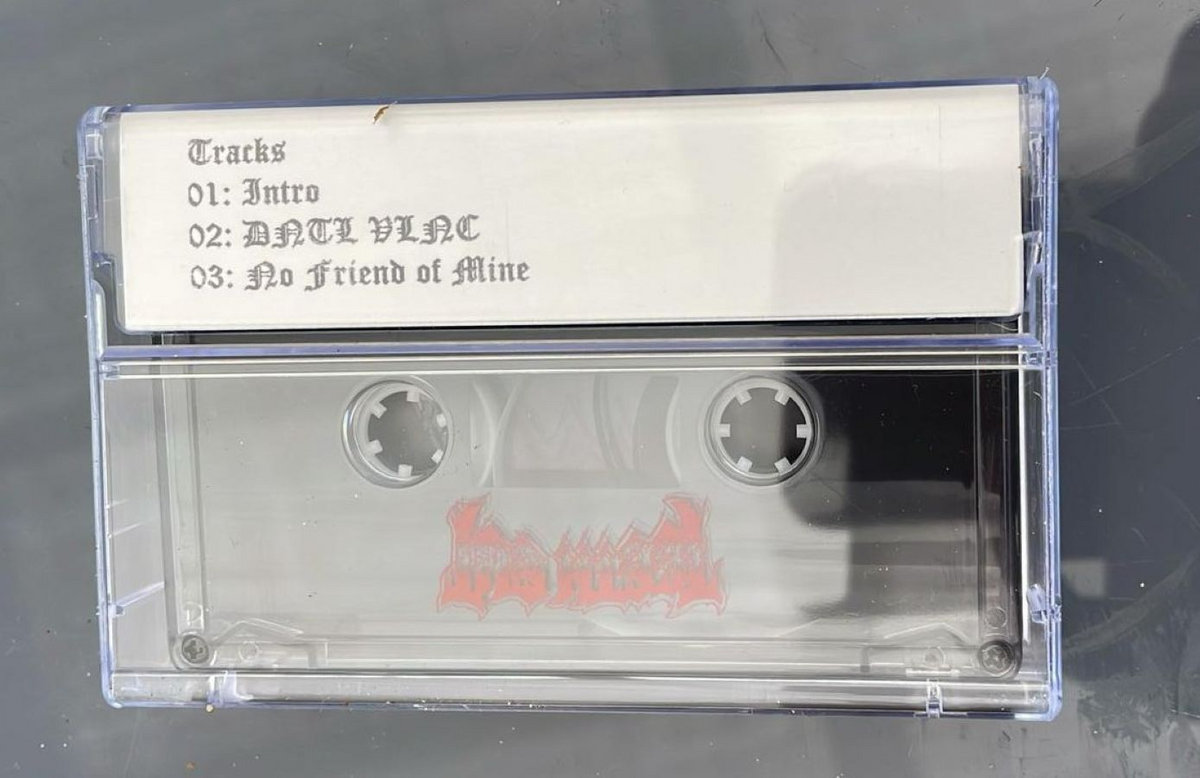 Tracks
01: Intro
02: DNTL VLNC
03: No Friend of Mine